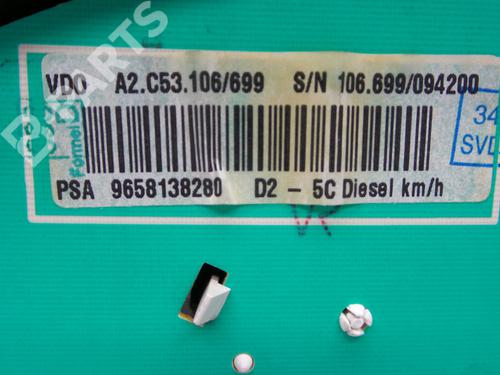 VDO A2.C53.106/699 S/N 106.699/094200
PSA 9658138280 D2 - 5C Diesel km/h
34
SVD
B-PARTS